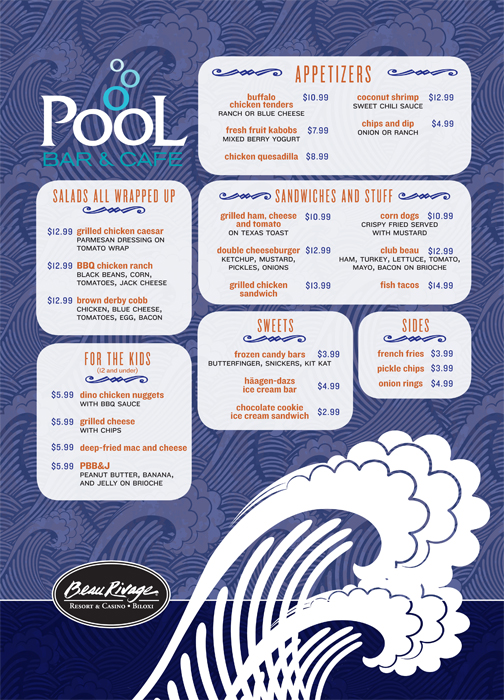 POOL
BAR & CAFE
APPETIZERS
buffalo
chicken tenders $10.99
RANCH OR BLUE CHEESE
fresh fruit kabobs $7.99
MIXED BERRY YOGURT
chicken quesadilla $8.99
coconut shrimp $12.99
SWEET CHILI SAUCE
chips and dip $4.99
ONION OR RANCH
SALADS ALL WRAPPED UP
$12.99 grilled chicken caesar
PARMESAN DRESSING ON
TOMATO WRAP
$12.99 BBQ chicken ranch
BLACK BEANS, CORN,
TOMATOES, JACK CHEESE
$12.99 brown derby cobb
CHICKEN, BLUE CHEESE,
TOMATOES, EGG, BACON
SANDWICHES AND STUFF
grilled ham, cheese $10.99
and tomato
ON TEXAS TOAST
double cheeseburger $12.99
KETCHUP, MUSTARD,
PICKLES, ONIONS
grilled chicken $13.99
sandwich
corn dogs $10.99
CRISPY FRIED SERVED
WITH MUSTARD
club beau $12.99
HAM, TURKEY, LETTUCE, TOMATO,
MAYO, BACON ON BRIOCHE
fish tacos $14.99
FOR THE KIDS
(12 and under)
$5.99 dino chicken nuggets
WITH BBQ SAUCE
$5.99 grilled cheese
WITH CHIPS
$5.99 deep-fried mac and cheese
$5.99 PBB&J
PEANUT BUTTER, BANANA,
AND JELLY ON BRIOCHE
SWEETS
frozen candy bars $3.99
BUTTERFINGER, SNICKERS, KIT KAT
häagen-dazs
ice cream bar $4.99
chocolate cookie
ice cream sandwich $2.99
SIDES
french fries $3.99
pickle chips $3.99
onion rings $4.99
Beau Rivage
RESORT & CASINO • BILOXI